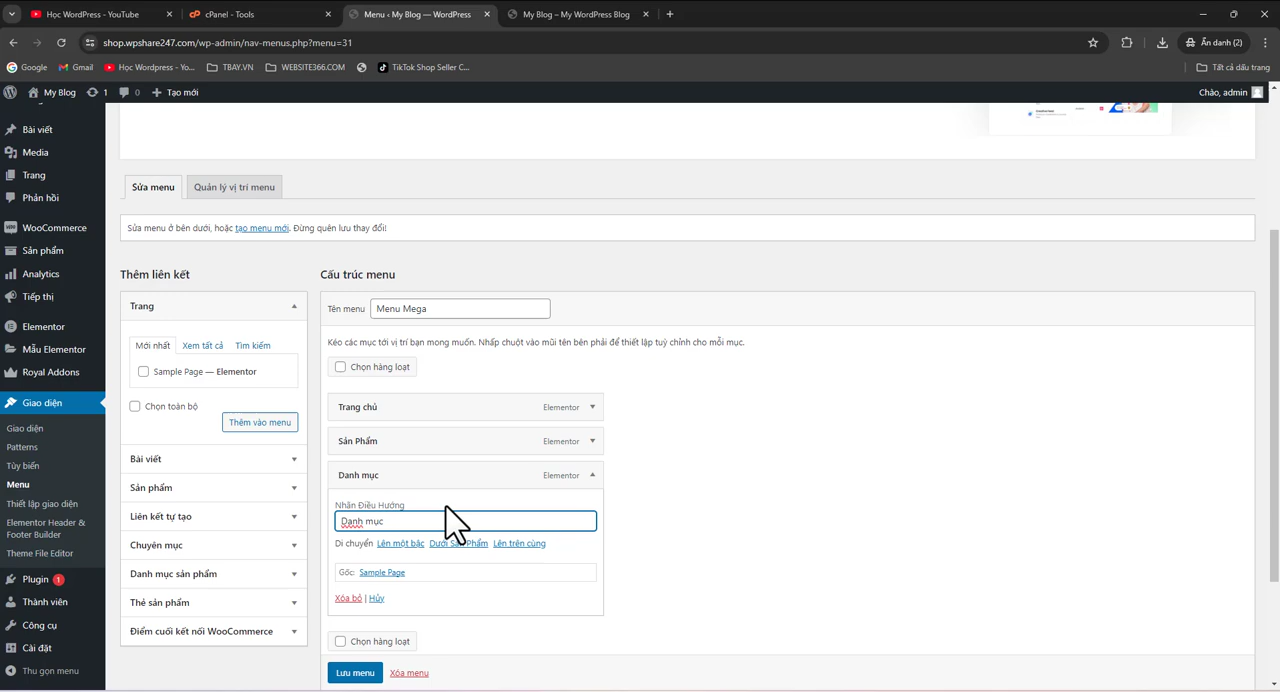 Học WordPress - YouTube
cPanel - Tools
Menu ‹ My Blog — WordPress
My Blog – My WordPress Blog
shop.wpshare247.com/wp-admin/nav-menus.php?menu=31
Ẩn danh (2)
Google
Gmail
Học Wordpress - Yo...
TBAY.VN
WEBSITE366.COM
TikTok Shop Seller C...
Tất cả dấu trang
My Blog
1
0
Tạo mới
Chào, admin
Bài viết
Media
Trang
Phản hồi
WooCommerce
Sản phẩm
Analytics
Tiếp thị
Elementor
Mẫu Elementor
Royal Addons
Giao diện
Giao diện
Patterns
Tùy biến
Menu
Thiết lập giao diện
Elementor Header &
Footer Builder
Theme File Editor
Plugin 1
Thành viên
Công cụ
Cài đặt
Thu gọn menu
Sửa menu
Quản lý vị trí menu
Sửa menu ở bên dưới, hoặc tạo menu mới. Đừng quên lưu thay đổi!
Thêm liên kết
Trang
Mới nhất
Xem tất cả
Tìm kiếm
Sample Page — Elementor
Chọn toàn bộ
Thêm vào menu
Bài viết
Sản phẩm
Liên kết tự tạo
Chuyên mục
Danh mục sản phẩm
Thẻ sản phẩm
Điểm cuối kết nối WooCommerce
Cấu trúc menu
Tên menu
Menu Mega
Kéo các mục tới vị trí bạn mong muốn. Nhấp chuột vào mũi tên bên phải để thiết lập tuỳ chỉnh cho mỗi mục.
Chọn hàng loạt
Trang chủ
Elementor
Sản Phẩm
Elementor
Danh mục
Elementor
Nhãn Điều Hướng
Danh mục
Di chuyển Lên một bậc Dưới Sản Phẩm Lên trên cùng
Gốc: Sample Page
Xóa bỏ | Hủy
Chọn hàng loạt
Lưu menu
Xóa menu